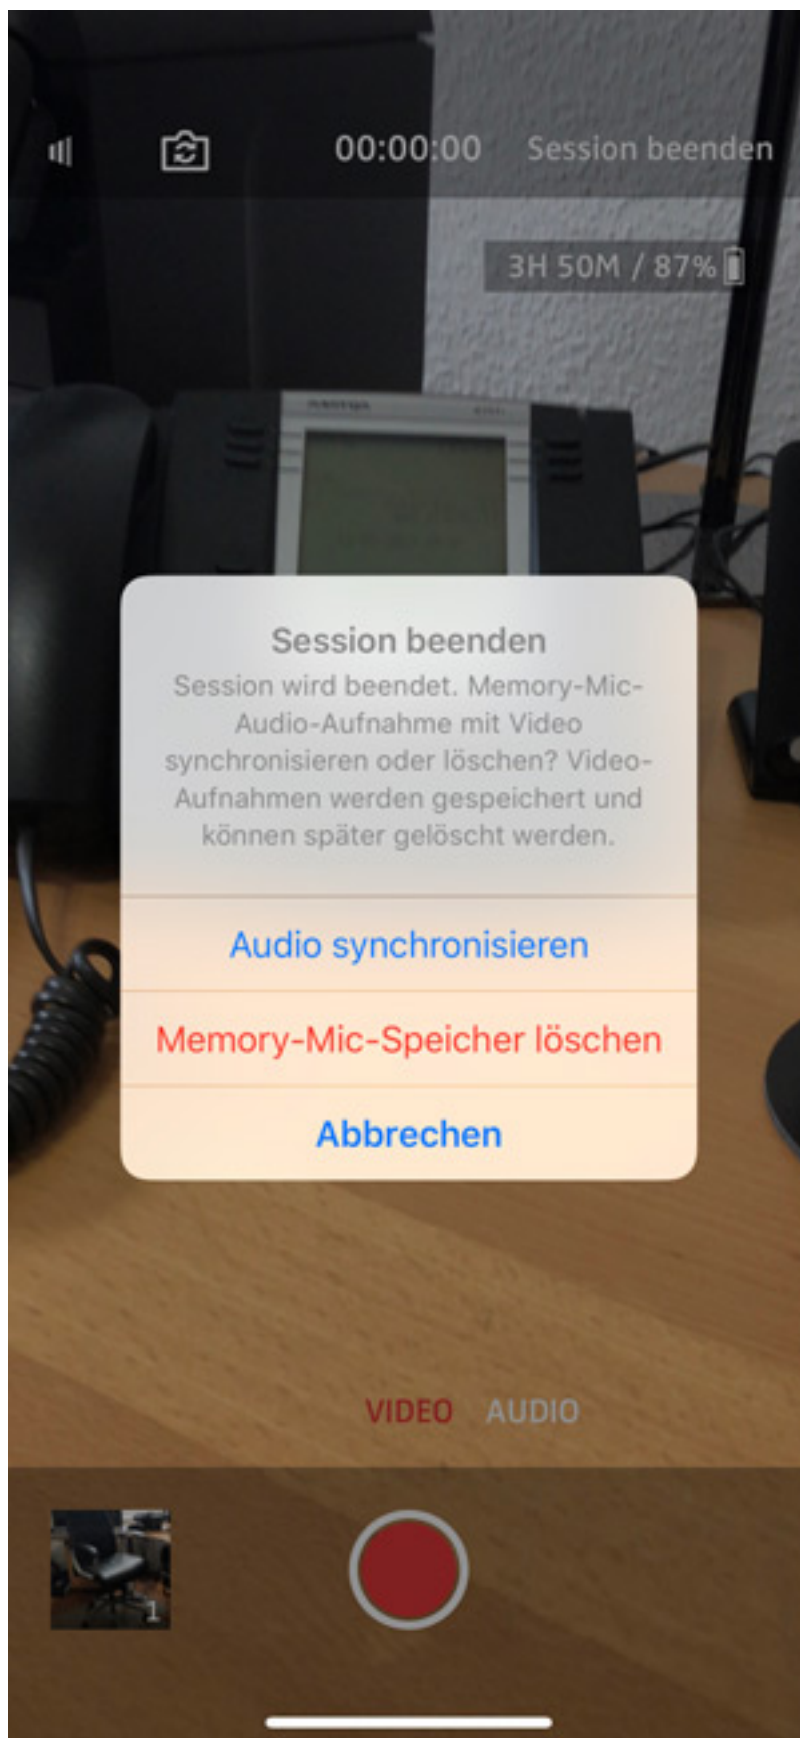 00:00:00 Session beenden
3H 50M / 87%
Session beenden
Session wird beendet. Memory-Mic-
Audio-Aufnahme mit Video
synchronisieren oder löschen? Video-
Aufnahmen werden gespeichert und
können später gelöscht werden.
Audio synchronisieren
Memory-Mic-Speicher löschen
Abbrechen
VIDEO AUDIO
1